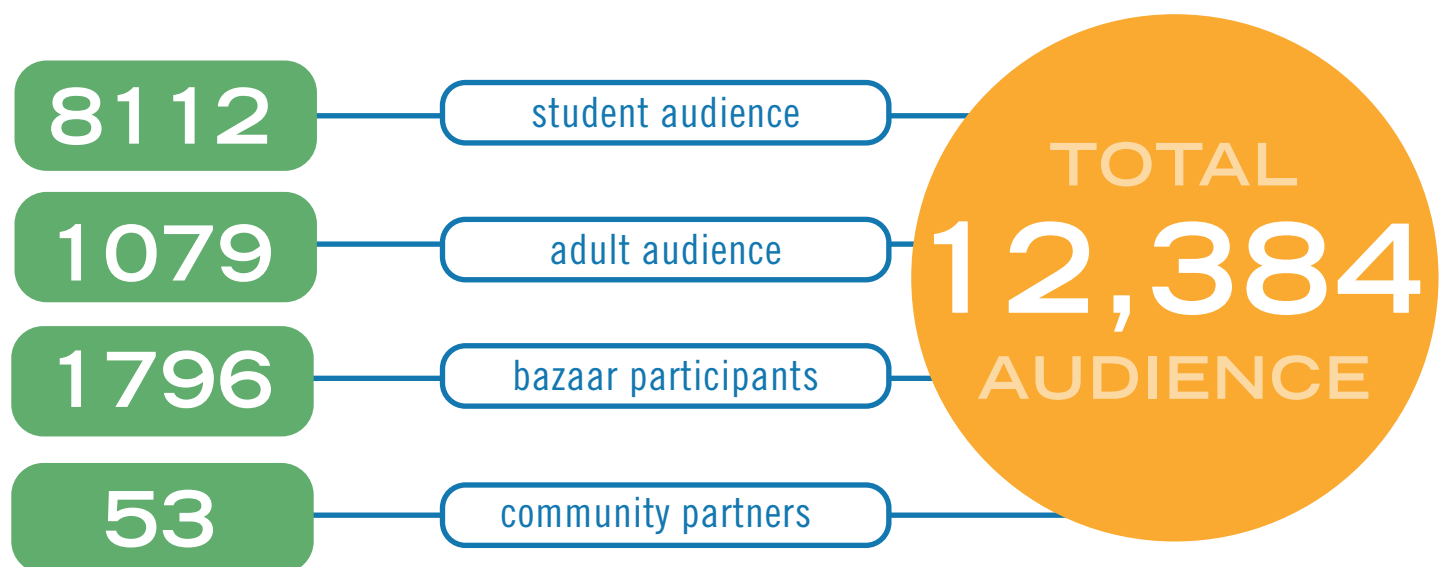 8112
student audience
1079
adult audience
1796
bazaar participants
53
community partners
TOTAL
12,384
AUDIENCE